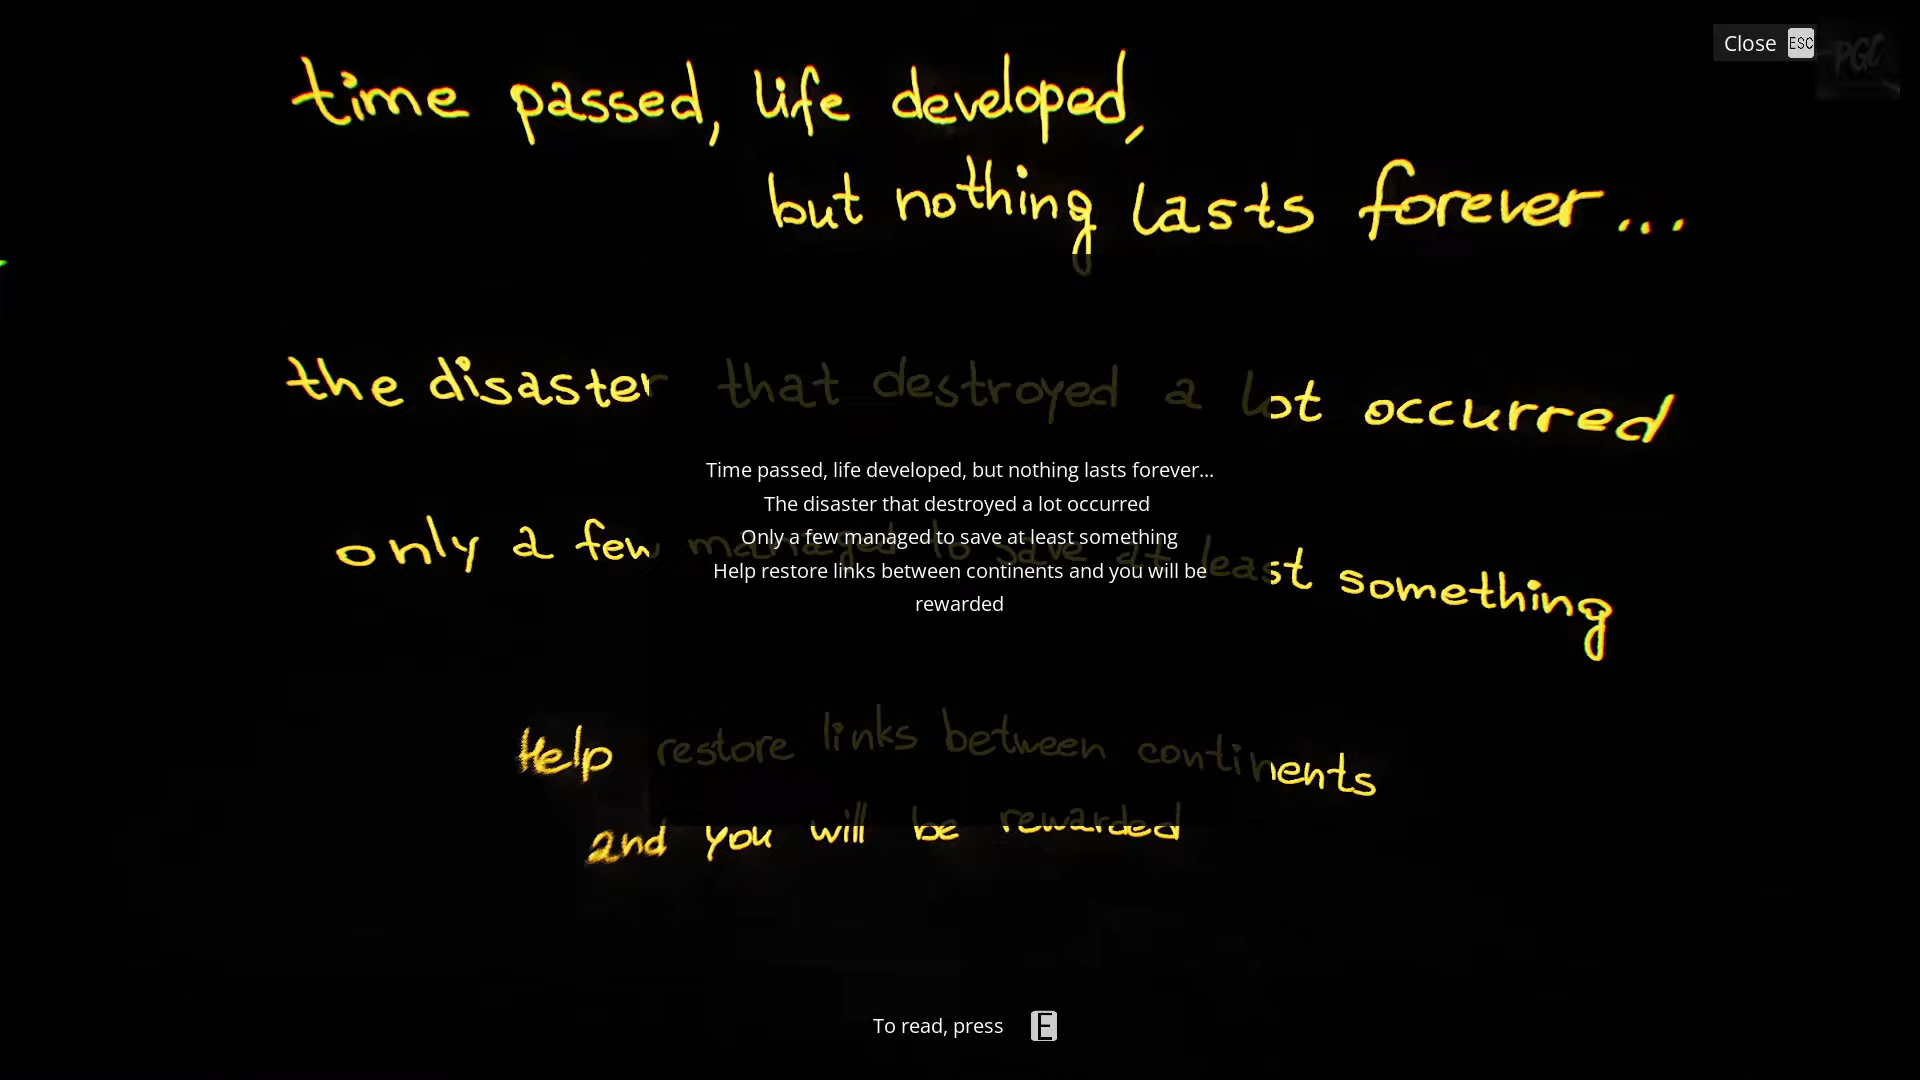 Close ESC
PGC
time passed, life developed,
but nothing lasts forever...
the disaster that destroyed a lot occurred
Time passed, life developed, but nothing lasts forever...
The disaster that destroyed a lot occurred
only a few managed to save at least something
Only a few managed to save at least something
Help restore links between continents and you will be
rewarded
Help restore links between continents
and you will be rewarded
To read, press E